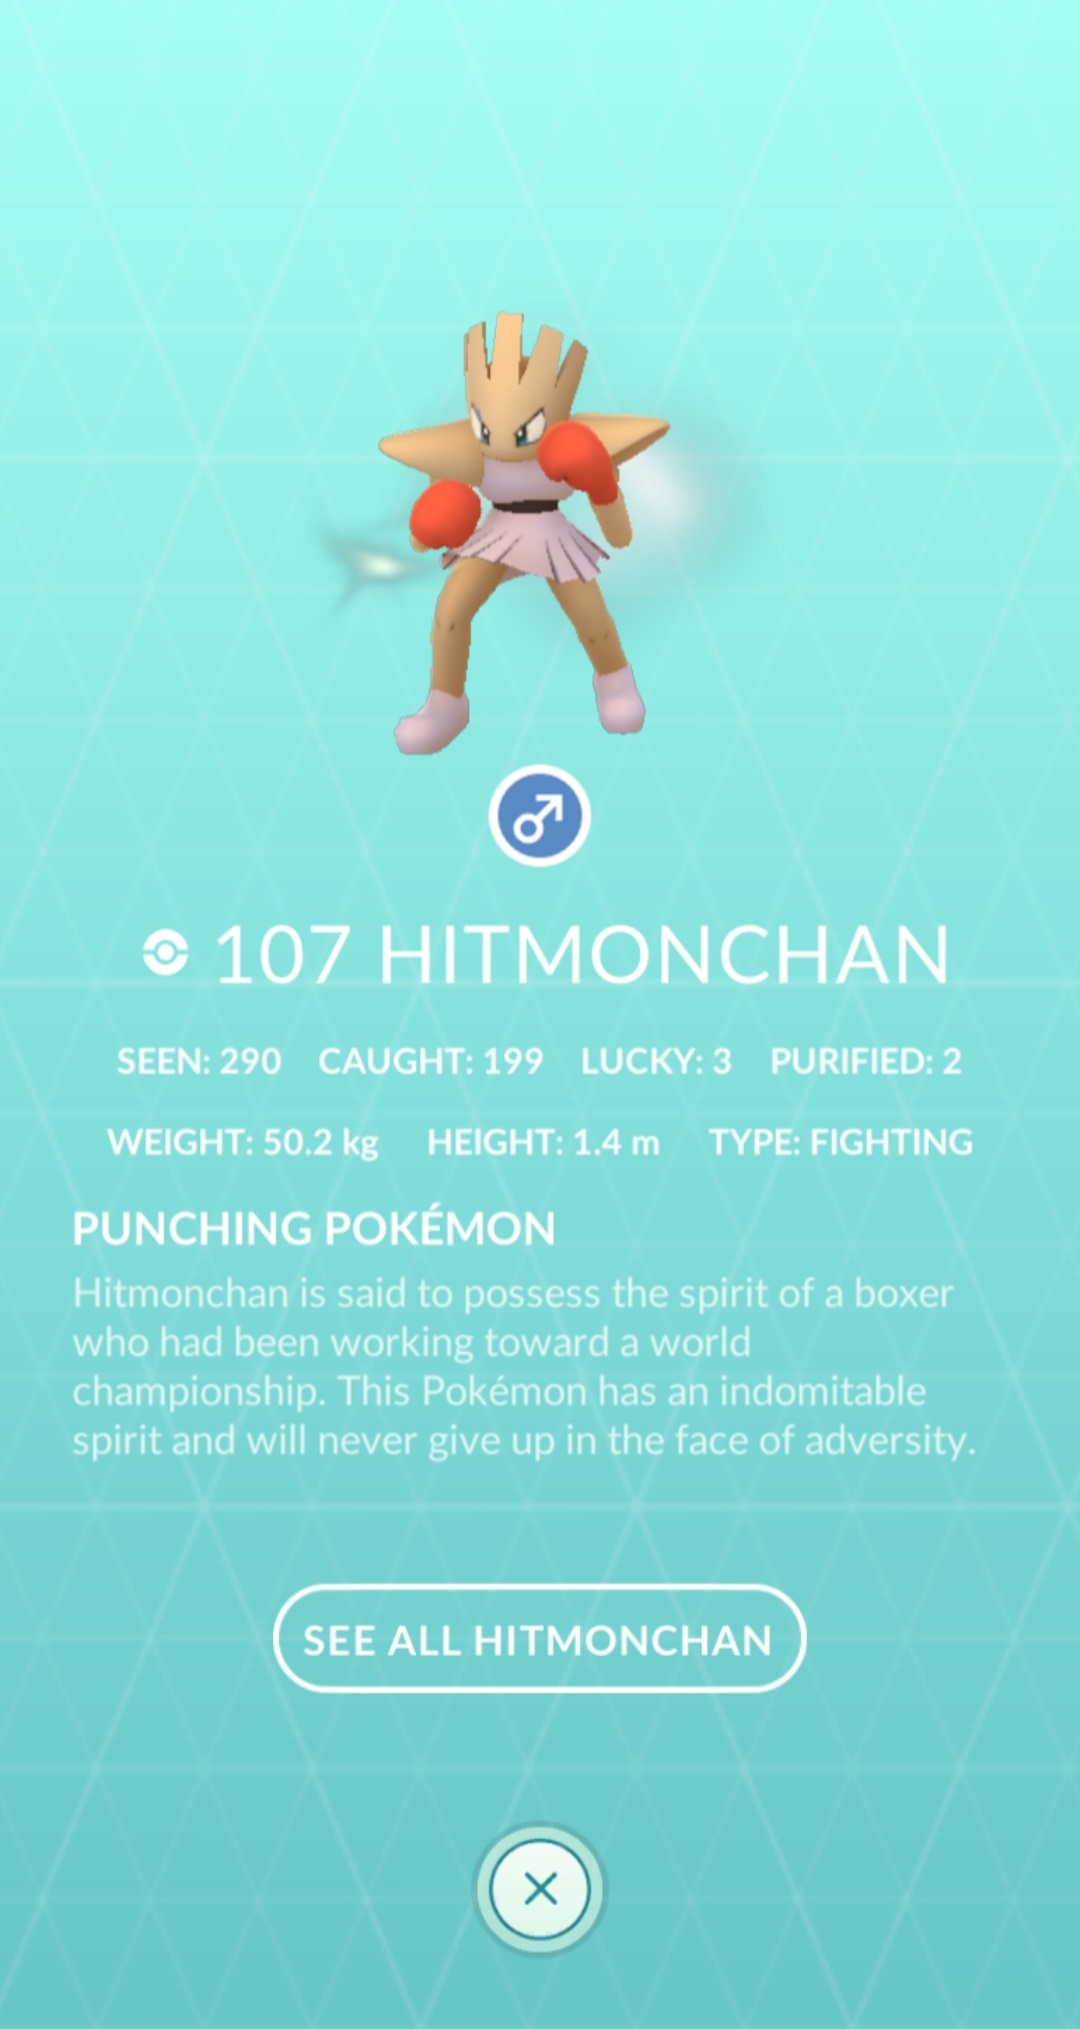 107 HITMONCHAN
SEEN: 290 CAUGHT: 199 LUCKY: 3 PURIFIED: 2
WEIGHT: 50.2 kg HEIGHT: 1.4 m TYPE: FIGHTING
PUNCHING POKÉMON
Hitmonchan is said to possess the spirit of a boxer
who had been working toward a world
championship. This Pokémon has an indomitable
spirit and will never give up in the face of adversity.
SEE ALL HITMONCHAN